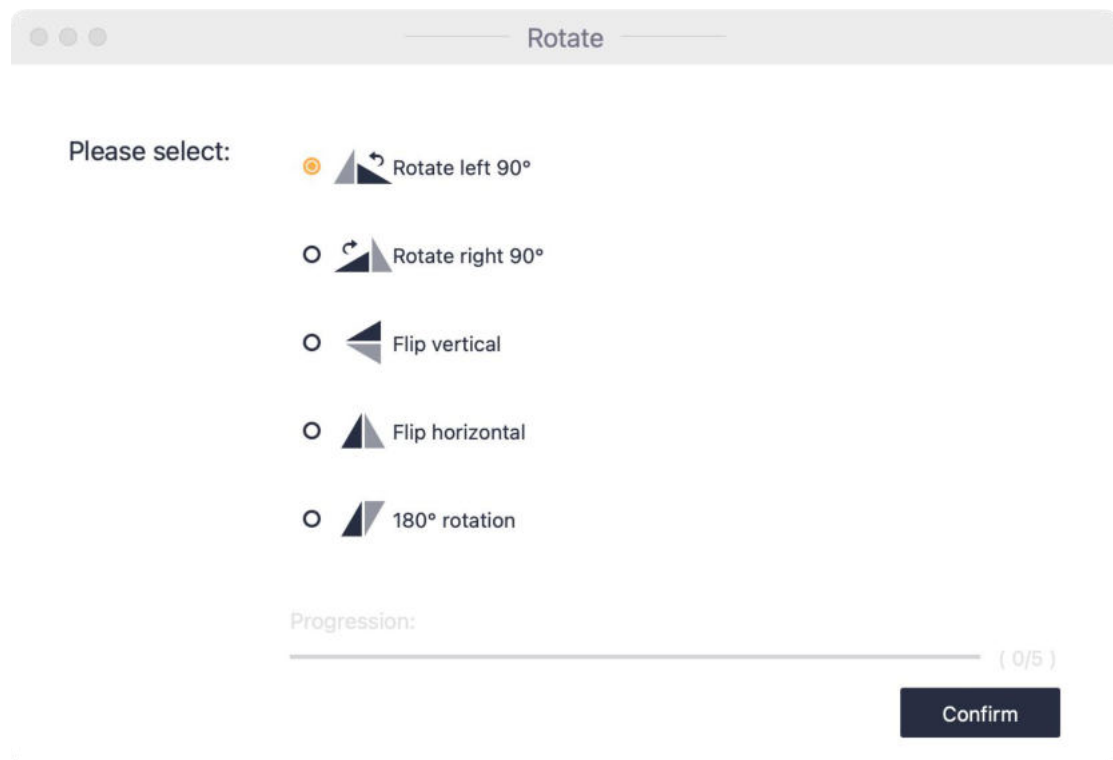 Rotate
Please select:
Rotate left 90°
Rotate right 90°
Flip vertical
Flip horizontal
180° rotation
Progression:
( 0/5 )
Confirm